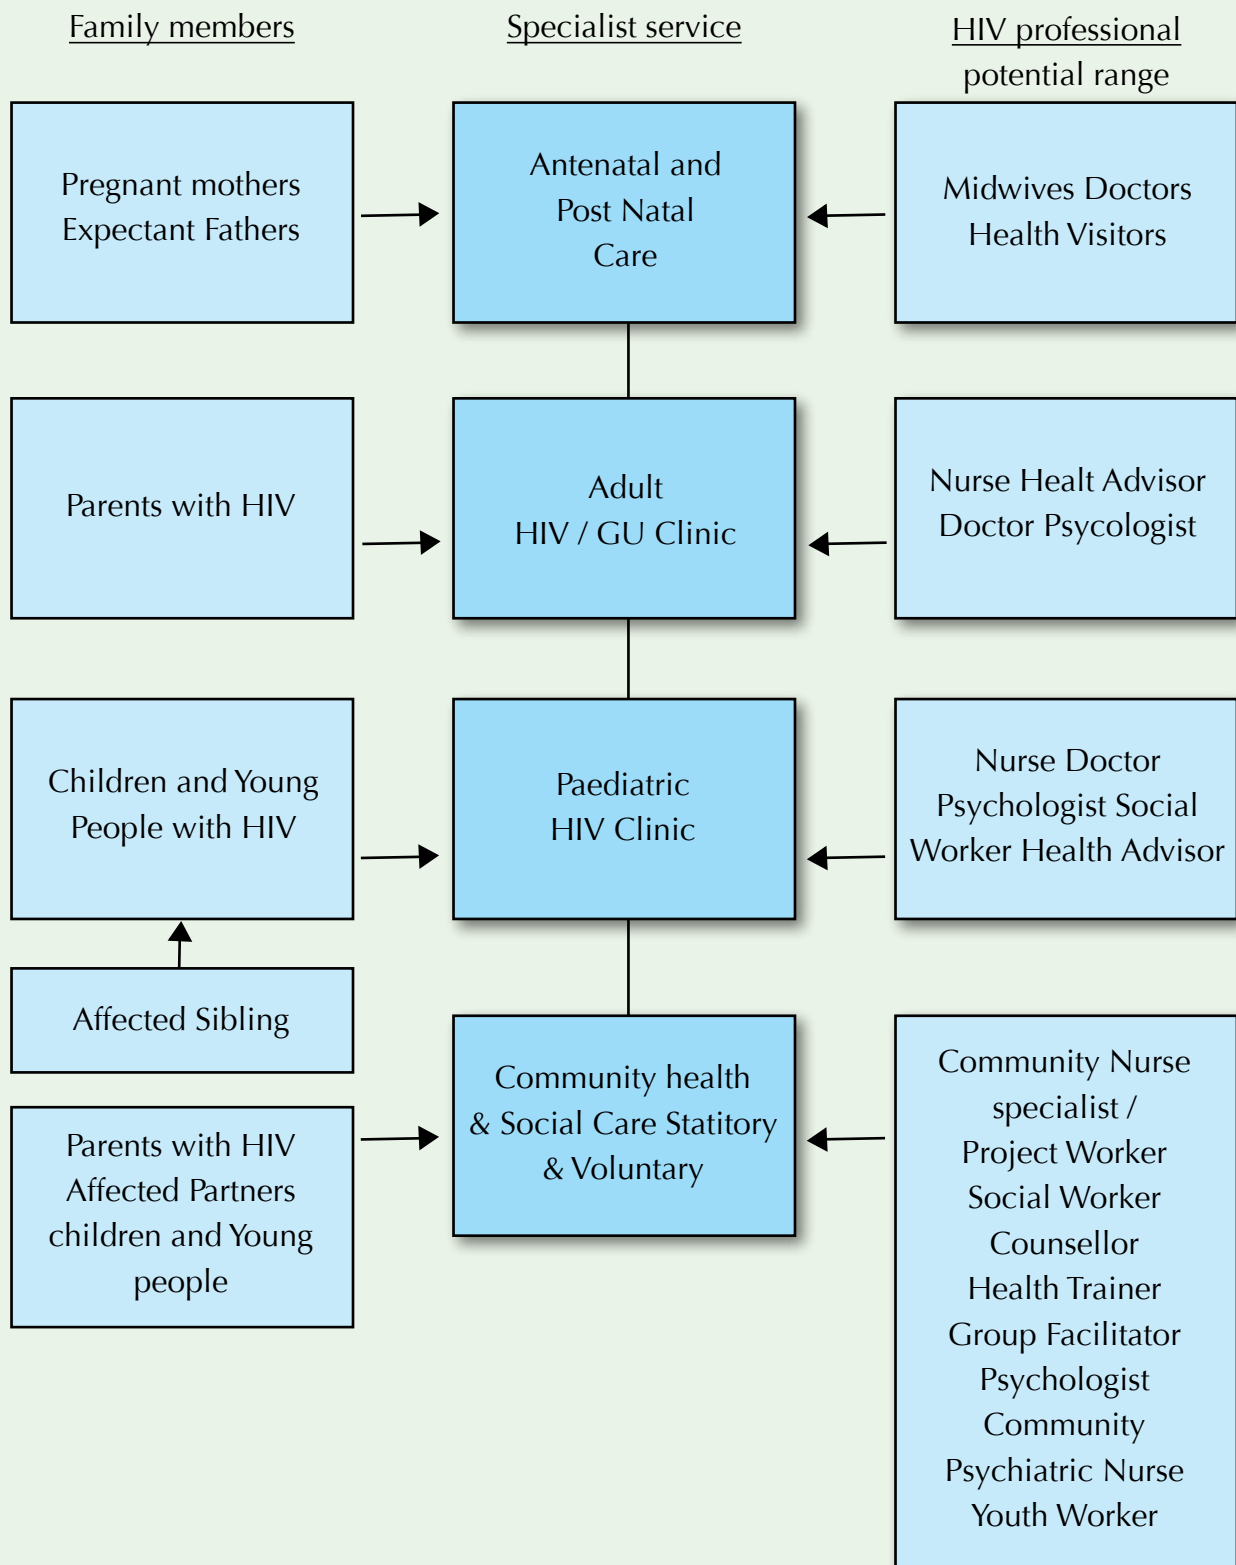 Family members
Specialist service
HIV professional
potential range
Pregnant mothers
Expectant Fathers
Antenatal and
Post Natal
Care
Midwives Doctors
Health Visitors
Parents with HIV
Adult
HIV / GU Clinic
Nurse Healt Advisor
Doctor Psycologist
Children and Young
People with HIV
Paediatric
HIV Clinic
Nurse Doctor
Psychologist Social
Worker Health Advisor
Affected Sibling
Parents with HIV
Affected Partners
children and Young
people
Community health
& Social Care Statitory
& Voluntary
Community Nurse
specialist /
Project Worker
Social Worker
Counsellor
Health Trainer
Group Facilitator
Psychologist
Community
Psychiatric Nurse
Youth Worker